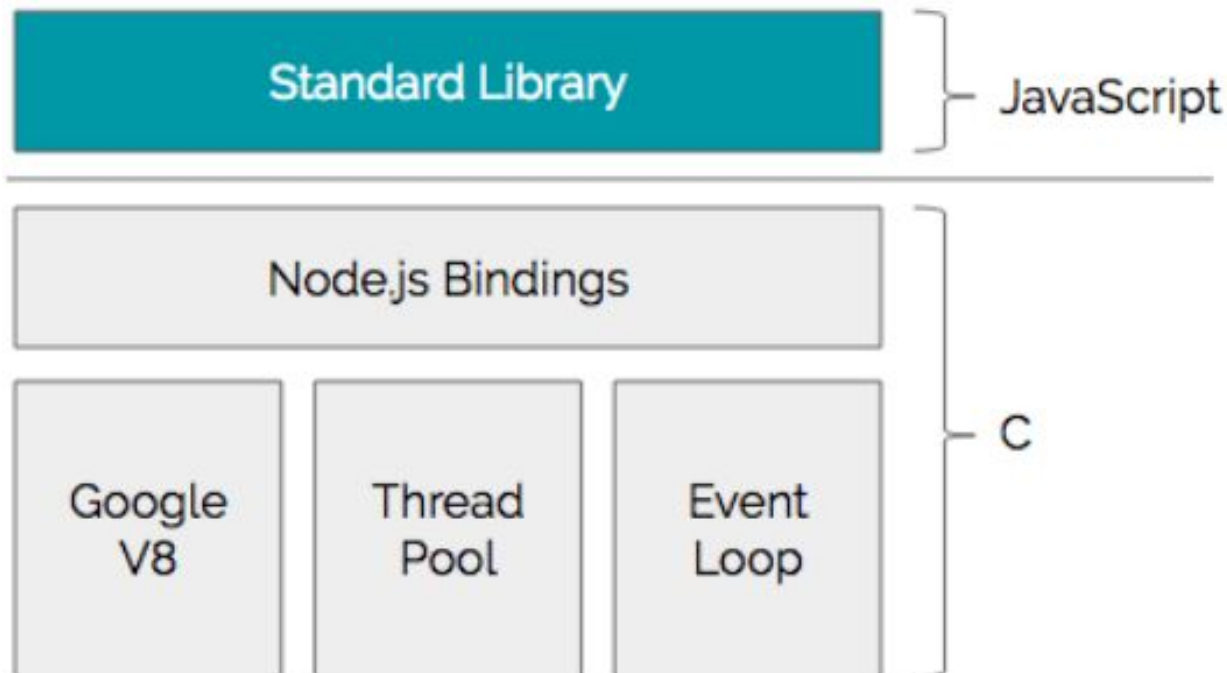 Standard Library
JavaScript
Node.js Bindings
C
Google
V8
Thread
Pool
Event
Loop